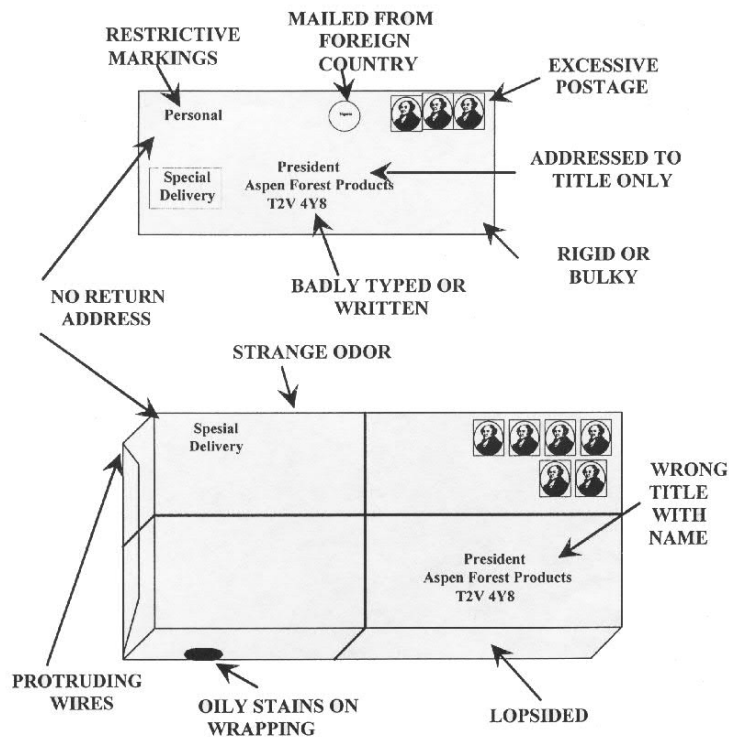 RESTRICTIVE
MARKINGS
MAILED FROM
FOREIGN
COUNTRY
EXCESSIVE
POSTAGE
Personal
Special
Delivery
President
Aspen Forest Products
T2V 4Y8
ADDRESSED TO
TITLE ONLY
RIGID OR
BULKY
BADLY TYPED OR
WRITTEN
NO RETURN
ADDRESS
STRANGE ODOR
Spesial
Delivery
WRONG
TITLE
WITH
NAME
President
Aspen Forest Products
T2V 4Y8
PROTRUDING
WIRES
OILY STAINS ON
WRAPPING
LOPSIDED